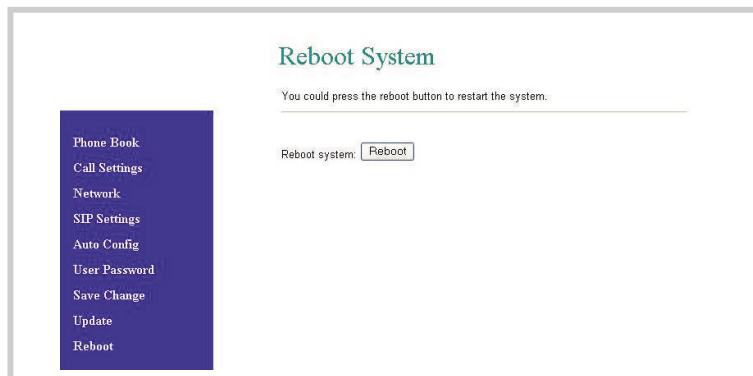 Reboot System
You could press the reboot button to restart the system.
Reboot system: Reboot
Phone Book
Call Settings
Network
SIP Settings
Auto Config
User Password
Save Change
Update
Reboot